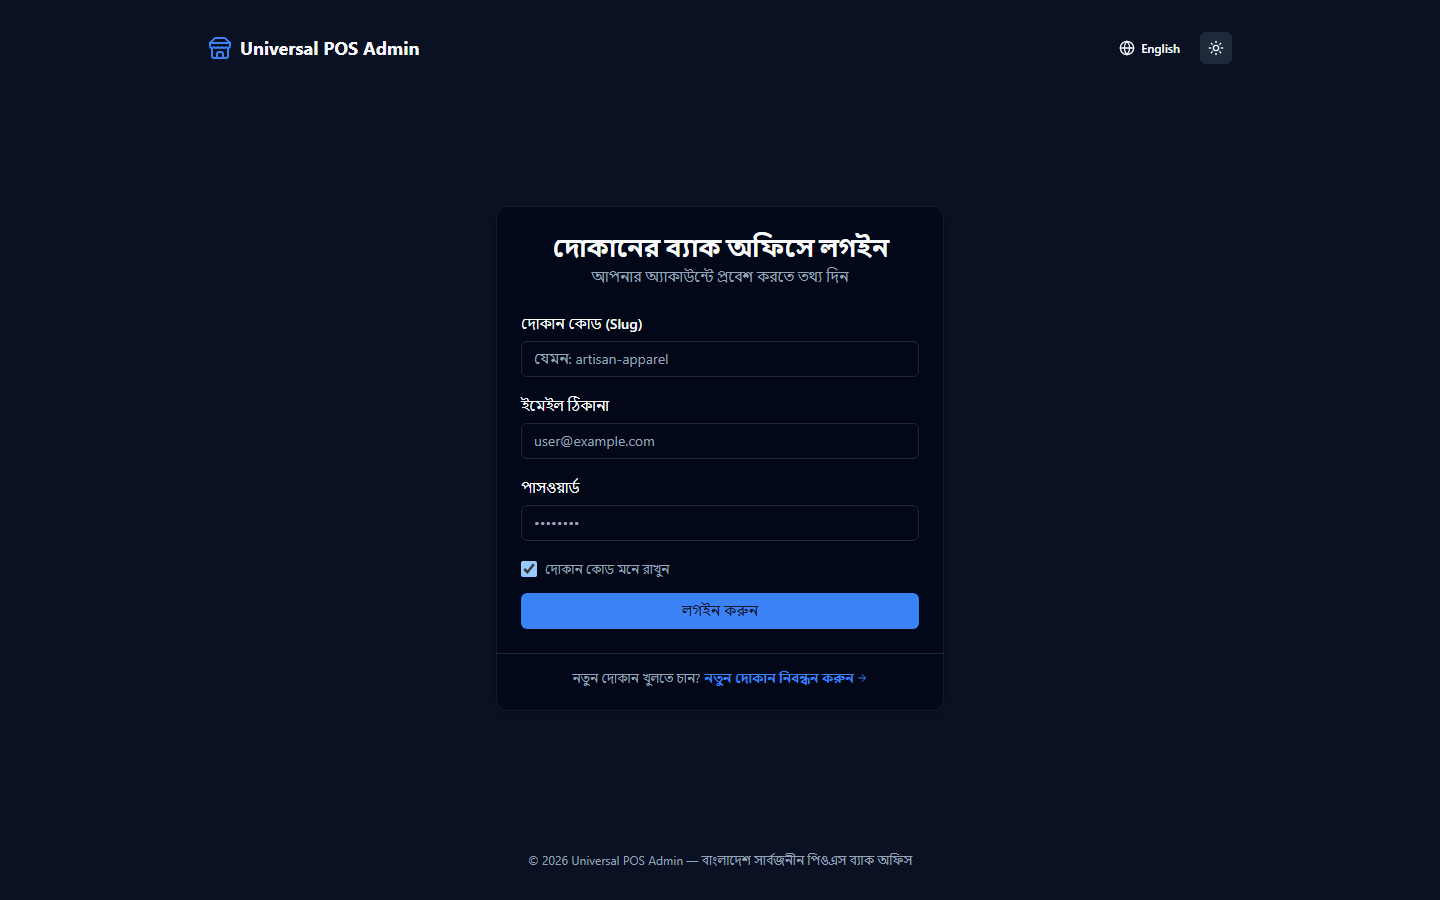 Universal POS Admin
English
দোকানের ব্যাক অফিসে লগইন
আপনার অ্যাকাউন্টে প্রবেশ করতে তথ্য দিন
দোকান কোড (Slug)
যেমন: artisan-apparel
ইমেইল ঠিকানা
user@example.com
পাসওয়ার্ড
••••••••
দোকান কোড মনে রাখুন
লগইন করুন
নতুন দোকান খুলতে চান? নতুন দোকান নিবন্ধন করুন →
© 2026 Universal POS Admin — বাংলাদেশ সার্বজনীন পিওএস ব্যাক অফিস